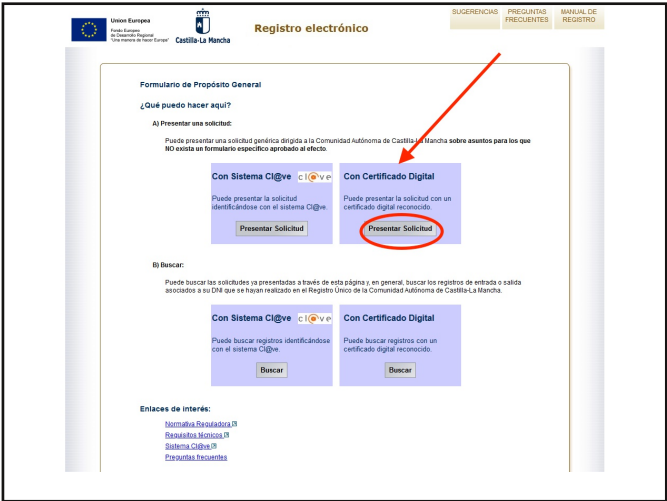 Unión Europea
Fondo Europeo
de Desarrollo Regional
"Una manera de hacer Europa"
Castilla-La Mancha
Registro electrónico
SUGERENCIAS
PREGUNTAS
FRECUENTES
MANUAL DE
REGISTRO
Formulario de Propósito General
¿Qué puedo hacer aquí?
A) Presentar una solicitud:
Puede presentar una solicitud genérica dirigida a la Comunidad Autónoma de Castilla-La Mancha sobre asuntos para los que
NO exista un formulario específico aprobado al efecto.
Con Sistema Cl@ve cl@ve
Puede presentar la solicitud
identificándose con el sistema Cl@ve.
Presentar Solicitud
Con Certificado Digital
Puede presentar la solicitud con un
certificado digital reconocido.
Presentar Solicitud
B) Buscar:
Puede buscar las solicitudes ya presentadas a través de esta página y, en general, buscar los registros de entrada o salida
asociados a su DNI que se hayan realizado en el Registro Único de la Comunidad Autónoma de Castilla-La Mancha.
Con Sistema Cl@ve cl@ve
Puede buscar registros identificándose
con el sistema Cl@ve.
Buscar
Con Certificado Digital
Puede buscar registros con un
certificado digital reconocido.
Buscar
Enlaces de interés:
Normativa Reguladora
Requisitos técnicos
Sistema Cl@ve
Preguntas frecuentes